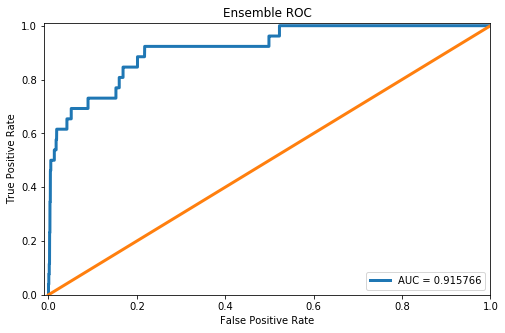 Ensemble ROC
1.0
0.8
0.6
0.4
0.2
0.0
True Positive Rate
0.0 0.2 0.4 0.6 0.8 1.0
False Positive Rate
AUC = 0.915766